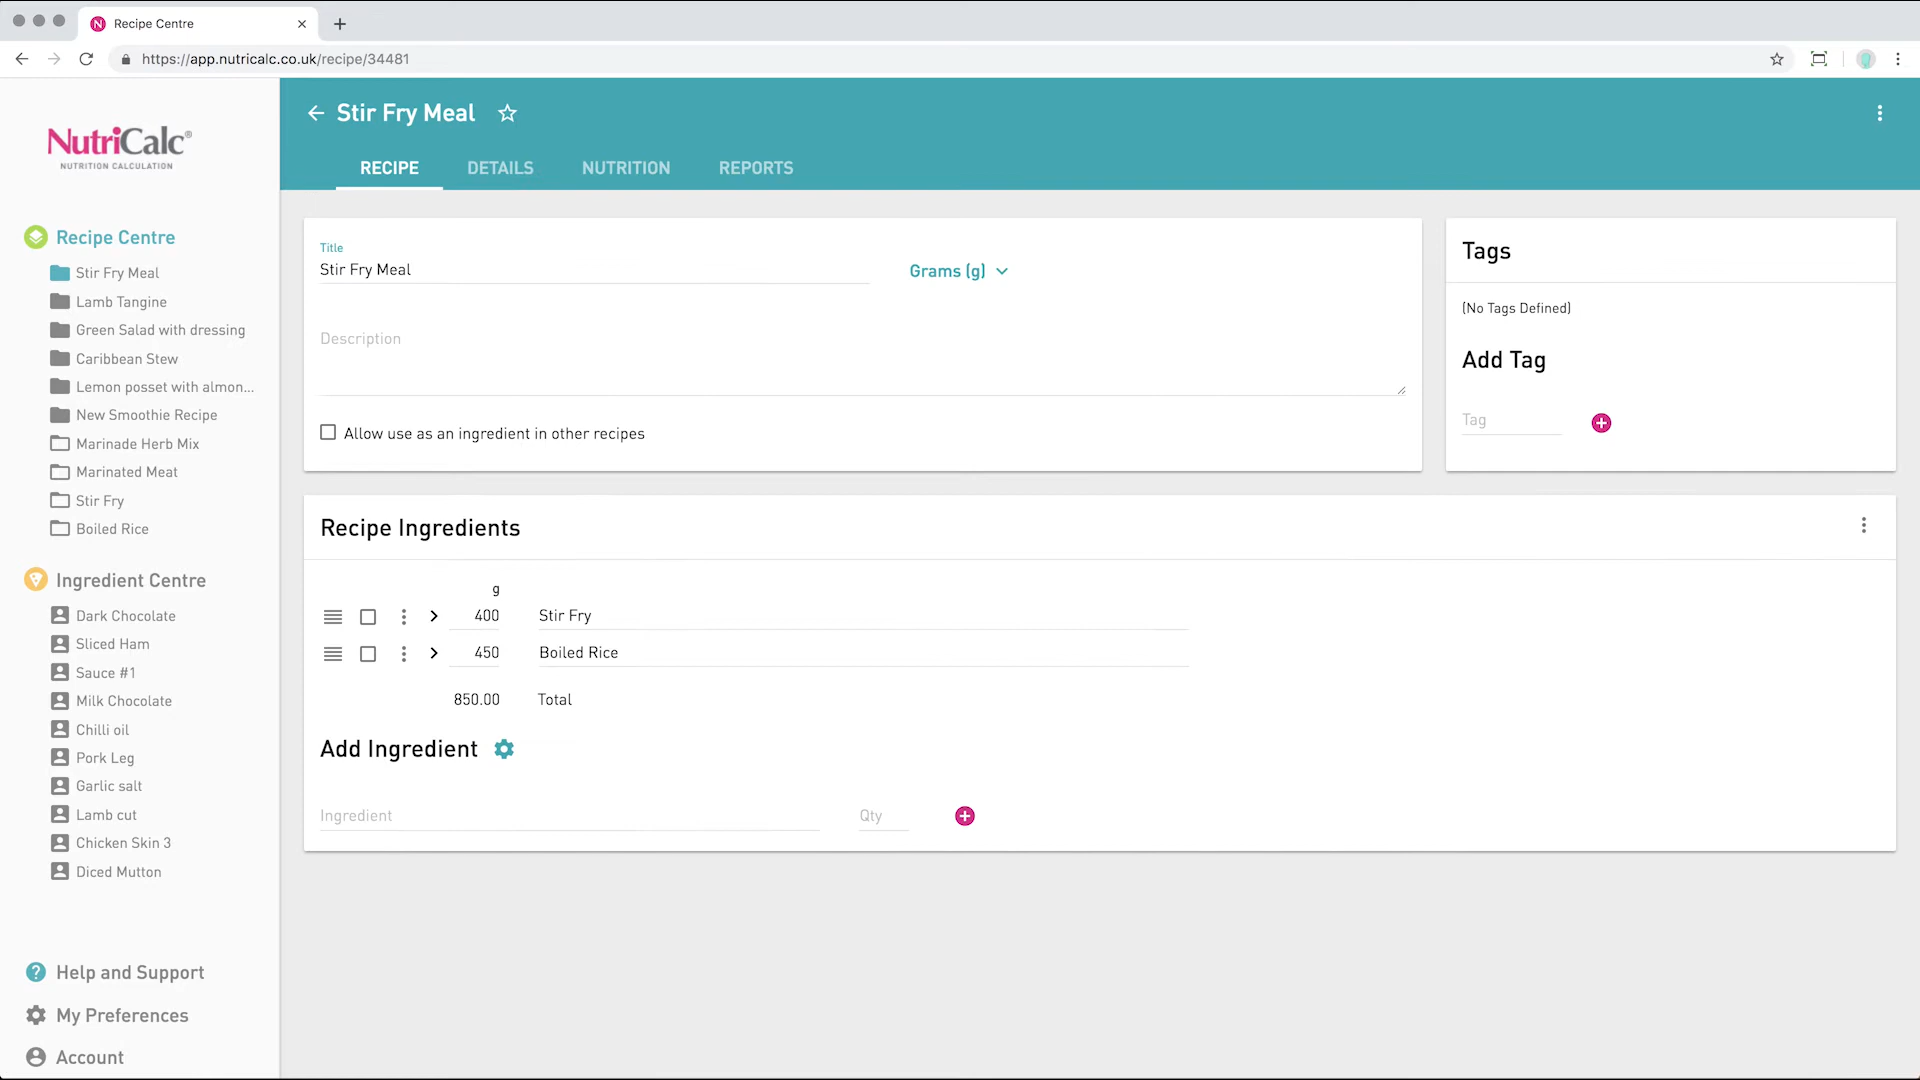 Recipe Centre
https://app.nutricalc.co.uk/recipe/34481
NutriCalc®
NUTRITION CALCULATION
Recipe Centre
Stir Fry Meal
Lamb Tangine
Green Salad with dressing
Caribbean Stew
Lemon posset with almon...
New Smoothie Recipe
Marinade Herb Mix
Marinated Meat
Stir Fry
Boiled Rice
Ingredient Centre
Dark Chocolate
Sliced Ham
Sauce #1
Milk Chocolate
Chilli oil
Pork Leg
Garlic salt
Lamb cut
Chicken Skin 3
Diced Mutton
Help and Support
My Preferences
Account
Stir Fry Meal
RECIPE DETAILS NUTRITION REPORTS
Title
Stir Fry Meal
Grams (g)
Description
Allow use as an ingredient in other recipes
Tags
(No Tags Defined)
Add Tag
Tag
Recipe Ingredients
g
400 Stir Fry
450 Boiled Rice
850.00 Total
Add Ingredient
Ingredient Qty